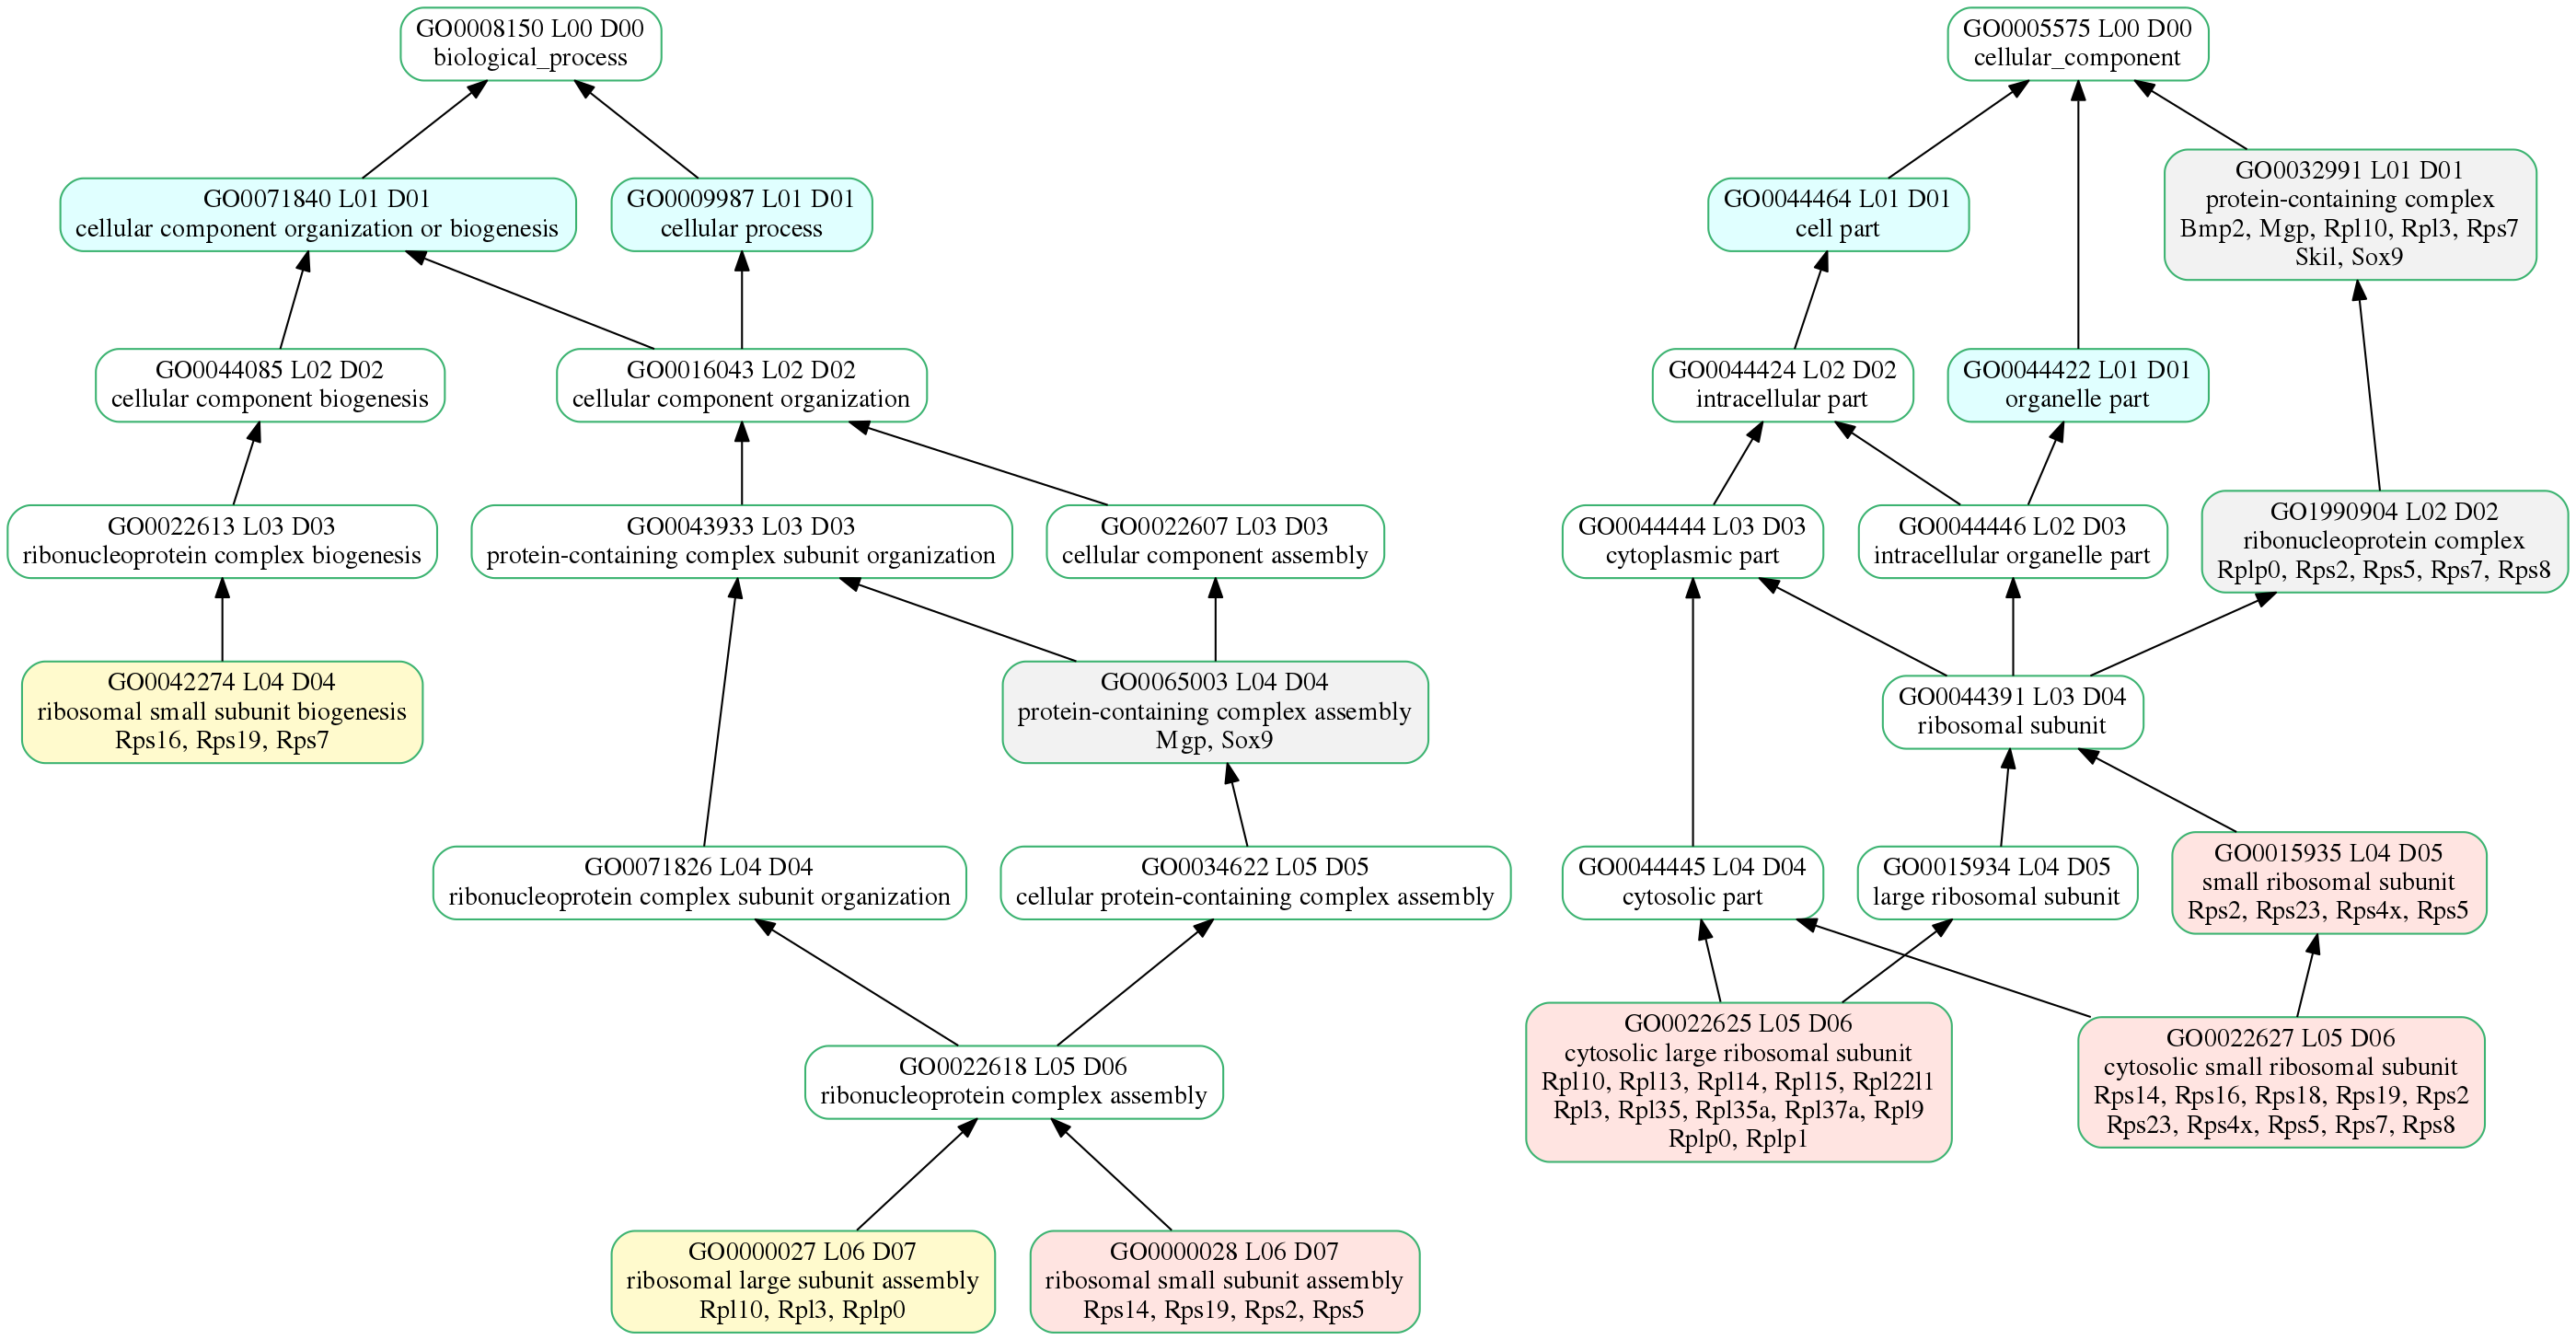 GO0008150 L00 D00
biological_process
GO0005575 L00 D00
cellular_component
GO0071840 L01 D01
cellular component organization or biogenesis
GO0009987 L01 D01
cellular process
GO0044464 L01 D01
cell part
GO0032991 L01 D01
protein-containing complex
Bmp2, Mgp, Rpl10, Rpl3, Rps7
Skil, Sox9
GO0044085 L02 D02
cellular component biogenesis
GO0016043 L02 D02
cellular component organization
GO0044424 L02 D02
intracellular part
GO0044422 L01 D01
organelle part
GO0022613 L03 D03
ribonucleoprotein complex biogenesis
GO0043933 L03 D03
protein-containing complex subunit organization
GO0022607 L03 D03
cellular component assembly
GO0044444 L03 D03
cytoplasmic part
GO0044446 L02 D03
intracellular organelle part
GO1990904 L02 D02
ribonucleoprotein complex
Rplp0, Rps2, Rps5, Rps7, Rps8
GO0042274 L04 D04
ribosomal small subunit biogenesis
Rps16, Rps19, Rps7
GO0065003 L04 D04
protein-containing complex assembly
Mgp, Sox9
GO0044391 L03 D04
ribosomal subunit
GO0071826 L04 D04
ribonucleoprotein complex subunit organization
GO0034622 L05 D05
cellular protein-containing complex assembly
GO0044445 L04 D04
cytosolic part
GO0015934 L04 D05
large ribosomal subunit
GO0015935 L04 D05
small ribosomal subunit
Rps2, Rps23, Rps4x, Rps5
GO0022618 L05 D06
ribonucleoprotein complex assembly
GO0022625 L05 D06
cytosolic large ribosomal subunit
Rpl10, Rpl13, Rpl14, Rpl15, Rpl22l1
Rpl3, Rpl35, Rpl35a, Rpl37a, Rpl9
Rplp0, Rplp1
GO0022627 L05 D06
cytosolic small ribosomal subunit
Rps14, Rps16, Rps18, Rps19, Rps2
Rps23, Rps4x, Rps5, Rps7, Rps8
GO0000027 L06 D07
ribosomal large subunit assembly
Rpl10, Rpl3, Rplp0
GO0000028 L06 D07
ribosomal small subunit assembly
Rps14, Rps19, Rps2, Rps5